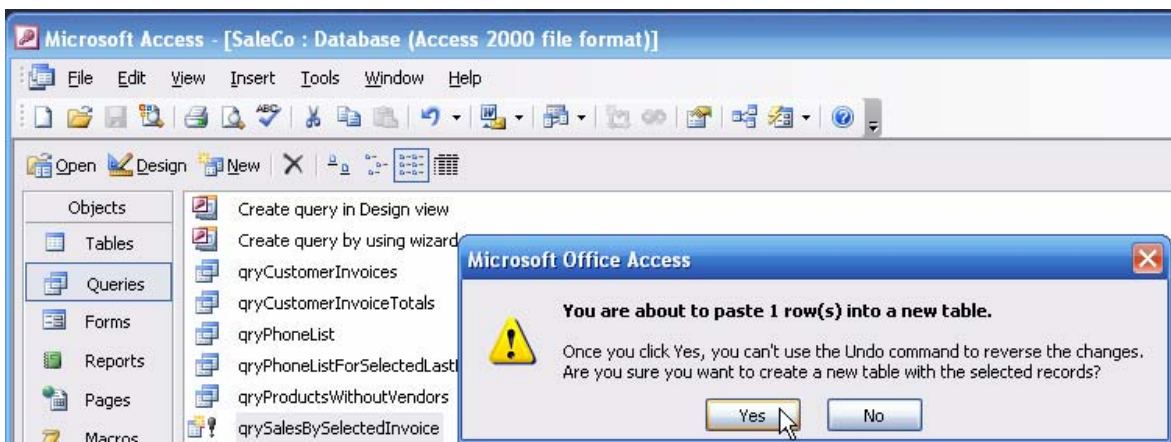 Microsoft Access - [SaleCo : Database (Access 2000 file format)]
File Edit View Insert Tools Window Help
Open Design New
Objects
Tables
Queries
Forms
Reports
Pages
Macros
Create query in Design view
Create query by using wizard
qryCustomerInvoices
qryCustomerInvoiceTotals
qryPhoneList
qryPhoneListForSelectedLast
qryProductsWithoutVendors
qrySalesBySelectedInvoice
Microsoft Office Access
You are about to paste 1 row(s) into a new table.
Once you click Yes, you can't use the Undo command to reverse the changes.
Are you sure you want to create a new table with the selected records?
Yes No